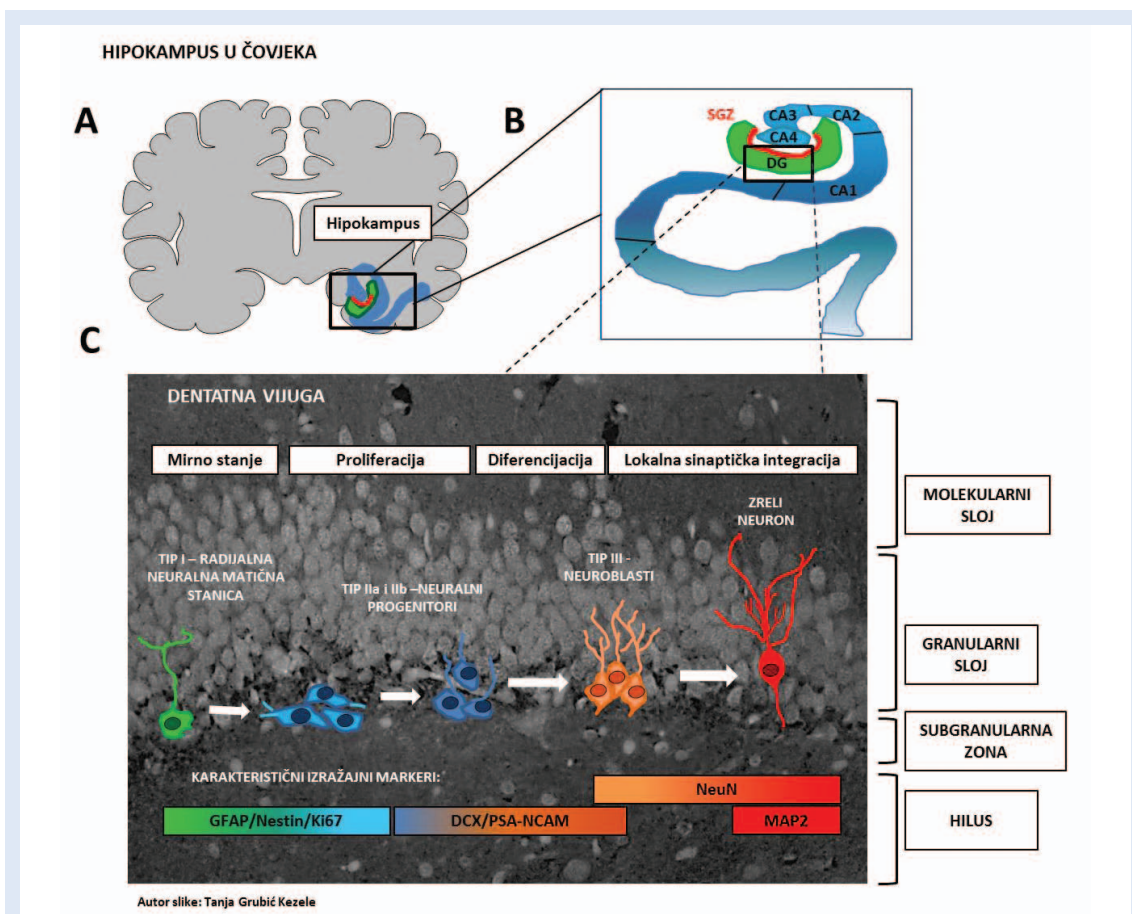 HIPOKAMPUS U ČOVJEKA
A
Hipokampus
B
SGZ
CA3
CA2
CA4
DG
CA1
C
DENTATNA VIJUGA
Mirno stanje
Proliferacija
Diferencijacija
Lokalna sinaptička integracija
ZRELI
NEURON
TIP I – RADIJALNA
NEURALNA MATIČNA
STANICA
TIP IIa i IIb –NEURALNI
PROGENITORI
TIP III -
NEUROBLASTI
MOLEKULARNI
SLOJ
GRANULARNI
SLOJ
SUBGRANULARNA
ZONA
HILUS
KARAKTERISTIČNI IZRAŽAJNI MARKERI:
NeuN
GFAP/Nestin/Ki67
DCX/PSA-NCAM
MAP2
Autor slike: Tanja Grubić Kezele